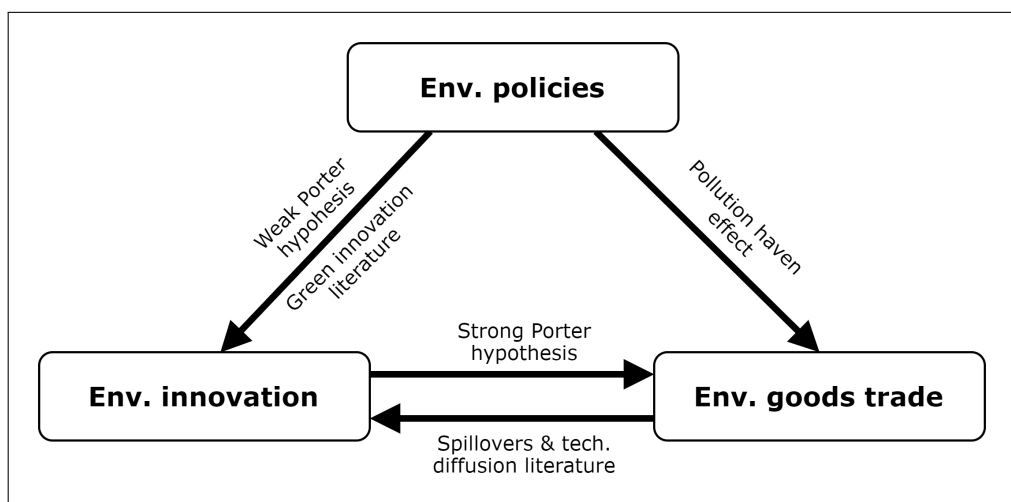 Env. policies
Weak Porter
hypohesis
Green innovation
literature
Pollution haven
effect
Strong Porter
hypothesis
Env. innovation
Env. goods trade
Spillovers & tech.
diffusion literature